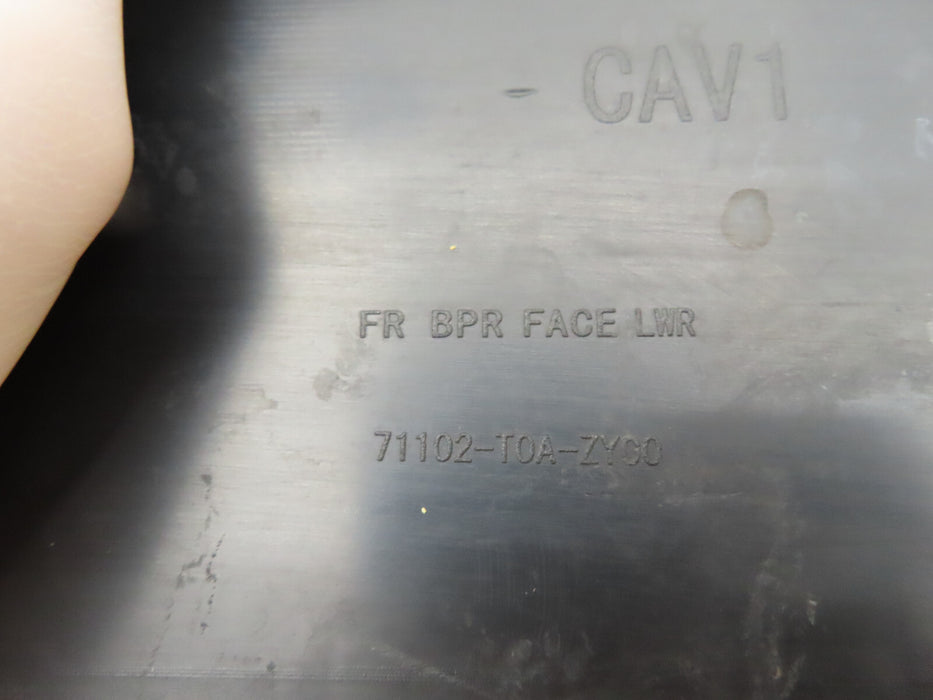 - CAV1
FR BPR FACE LWR
71102-T0A-ZY00